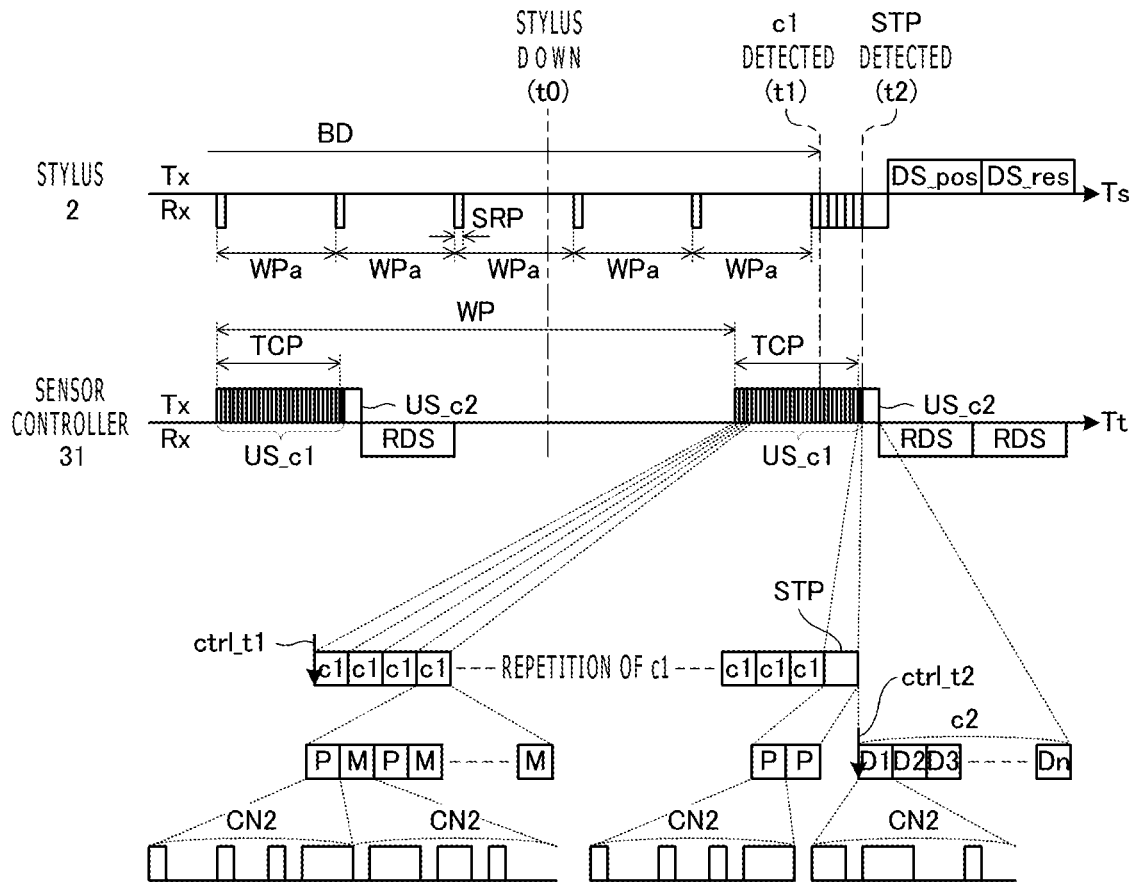 STYLUS DOWN (t0)
c1 DETECTED (t1)
STP DETECTED (t2)
BD
STYLUS 2
Tx
Rx
DS_pos DS_res
Ts
SRP
WPa WPa WPa WPa WPa
WP
TCP TCP
SENSOR CONTROLLER 31
Tx
Rx
US_c2 US_c2
Tt
US_c1 RDS US_c1 RDS RDS
STP
ctrl_t1
c1 c1 c1 c1 REPETITION OF c1 c1 c1 c1
ctrl_t2
c2
P M P M M P P D1 D2 D3 Dn
CN2 CN2 CN2 CN2